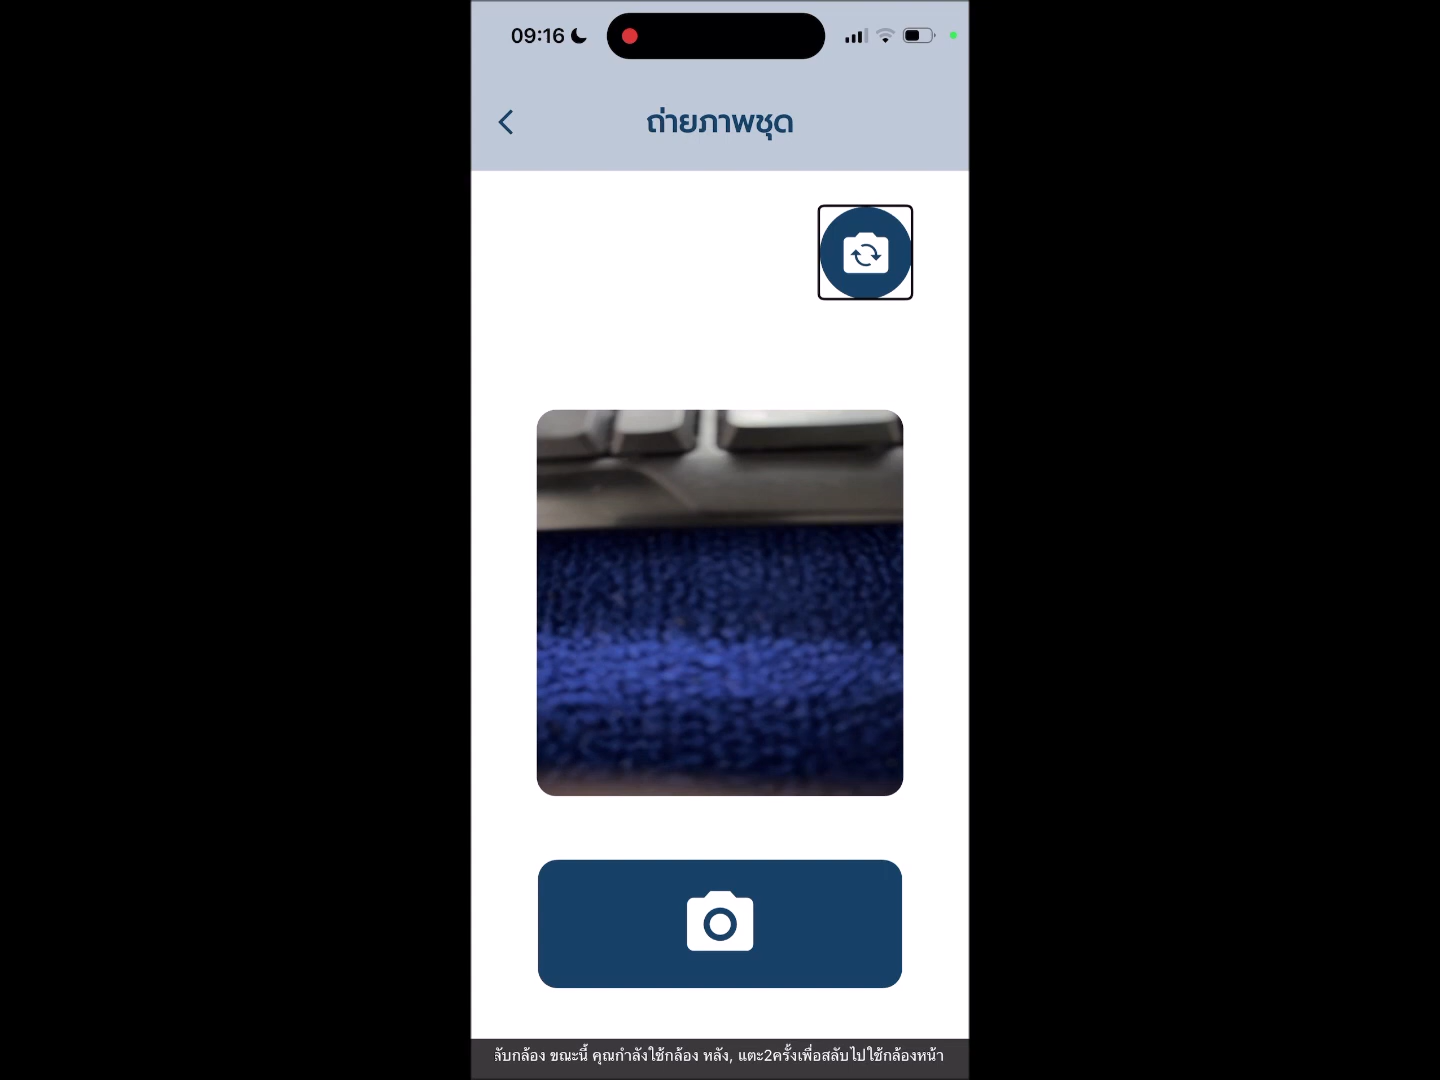 09:16
ถ่ายภาพชุด
ลับกล้อง ขณะนี้ คุณกำลังใช้กล้อง หลัง, แตะ2ครั้งเพื่อสลับไปใช้กล้องหน้า